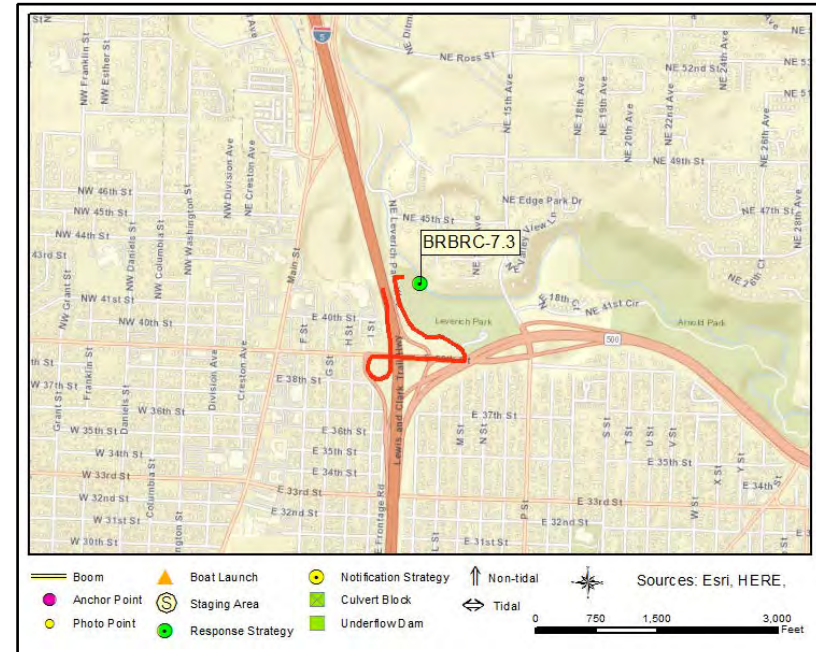 NW Franklin St
NW Esther St
NE Ross St
NE 15th Ave
NE 18th Ave
NE 19th Ave
NE 20th Ave
NE 22nd Ave
NE 24th Ave
NE 52nd St
NE 26th Ave
NE 28th Ave
NE 49th St
5
NW 46th St
NW 45th St
NW 44th St
43rd St
NW Grant St
NW Daniels St
NW Columbia St
NW Washington St
NW Division Ave
NE Creston Ave
Main St
NE 45th St
NE Edge Park Dr
NE 47th St
NE 26th Ct
BRBRC-7.3
NW 41st St
NW 40th St
E 40th St
F St
H St
I St
Leverich Park
NE 41st Cir
Arnold Park
500
W 37th St
Grant St
Franklin St
Daniels St
Division Ave
Creston Ave
G St
E 38th St
Lewis and Clark Trail Hwy
W 36th St
W 35th St
W 34th St
W 33rd St
W 32nd St
W 31st St
W 30th St
Columbia St
E 36th St
E 35th St
E 34th St
E 33rd St
E 32nd St
E Frontage Rd
L St
M St
N St
P St
E 37th St
S St
T St
U St
V St
W St
X St
Y St
E 35th St
E 34th St
E 33rd St
E 32nd St
E 31st St
Boom
Anchor Point
Photo Point
Boat Launch
S Staging Area
Response Strategy
Notification Strategy
Culvert Block
Underflow Dam
Non-tidal
Tidal
Sources: Esri, HERE,
0 750 1,500 3,000
Feet